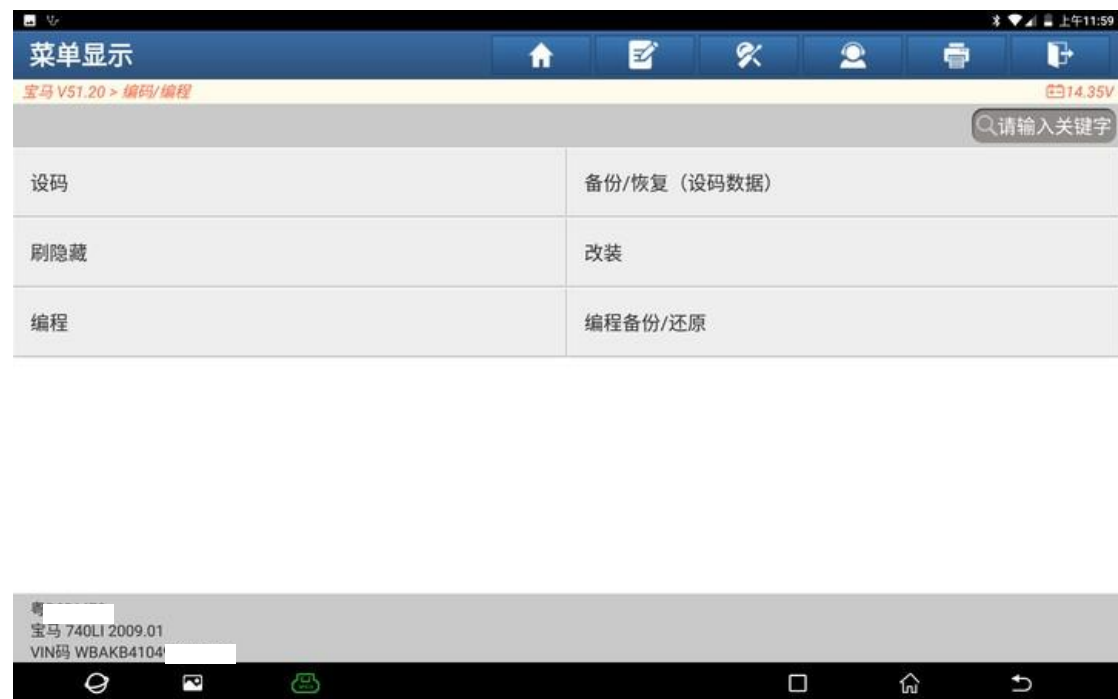 上午11:59
菜单显示
宝马 V51.20 > 编码/编程
14.35V
请输入关键字
设码
备份/恢复（设码数据）
刷隐藏
改装
编程
编程备份/还原
粤
宝马 740LI 2009.01
VIN码 WBAKB4104